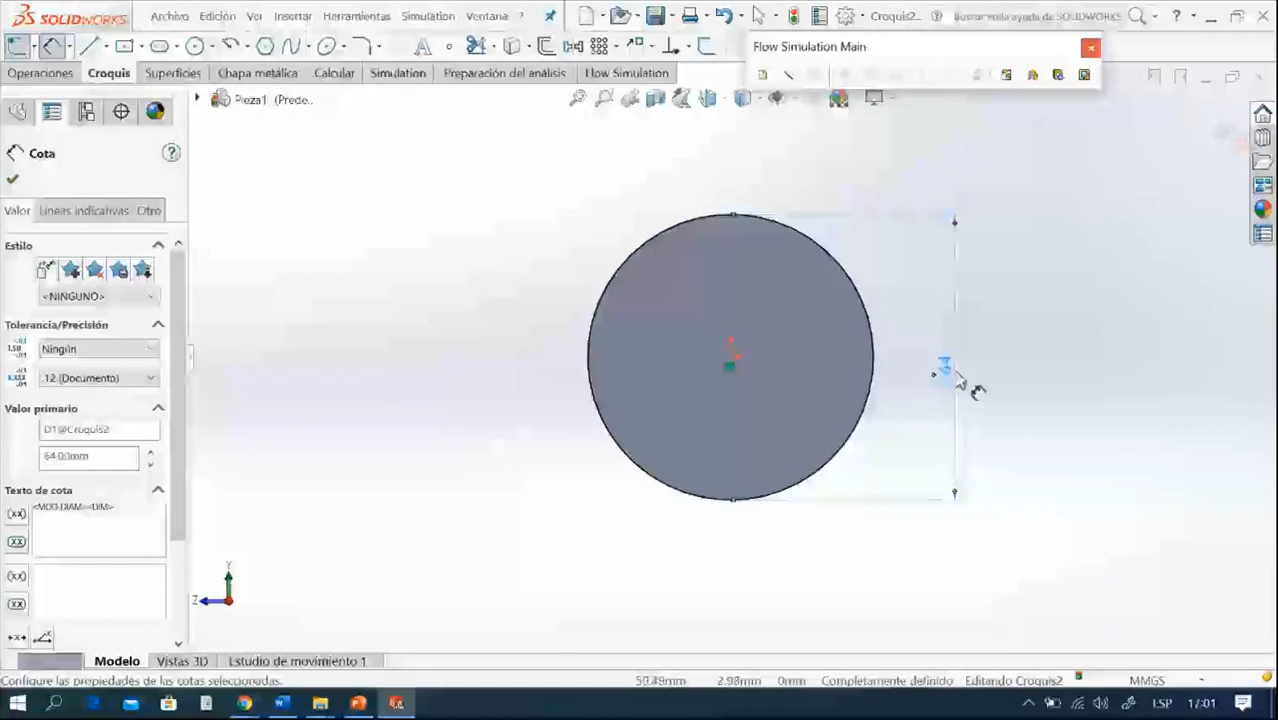 SOLIDWORKS
Archivo Edición Ver Insertar Herramientas Simulation Ventana
Croquis2...
Buscar en la ayuda de SOLIDWORKS
Flow Simulation Main
Operaciones Croquis Superficies Chapa metálica Calcular Simulation Preparación del análisis Flow Simulation
Pieza1 (Prede..
Cota
Valor Líneas indicativas Otro
Estilo
<NINGUNO>
Tolerancia/Precisión
Ningún
.12 (Documento)
Valor primario
D1@Croquis2
64.00mm
Texto de cota
<MOD-DIAM><DIM>
Y
Z
Modelo Vistas 3D Estudio de movimiento 1
Configure las propiedades de las cotas seleccionadas.
50.49mm 2.98mm 0mm Completamente definido Editando Croquis2 MMGS
ESP 17:01